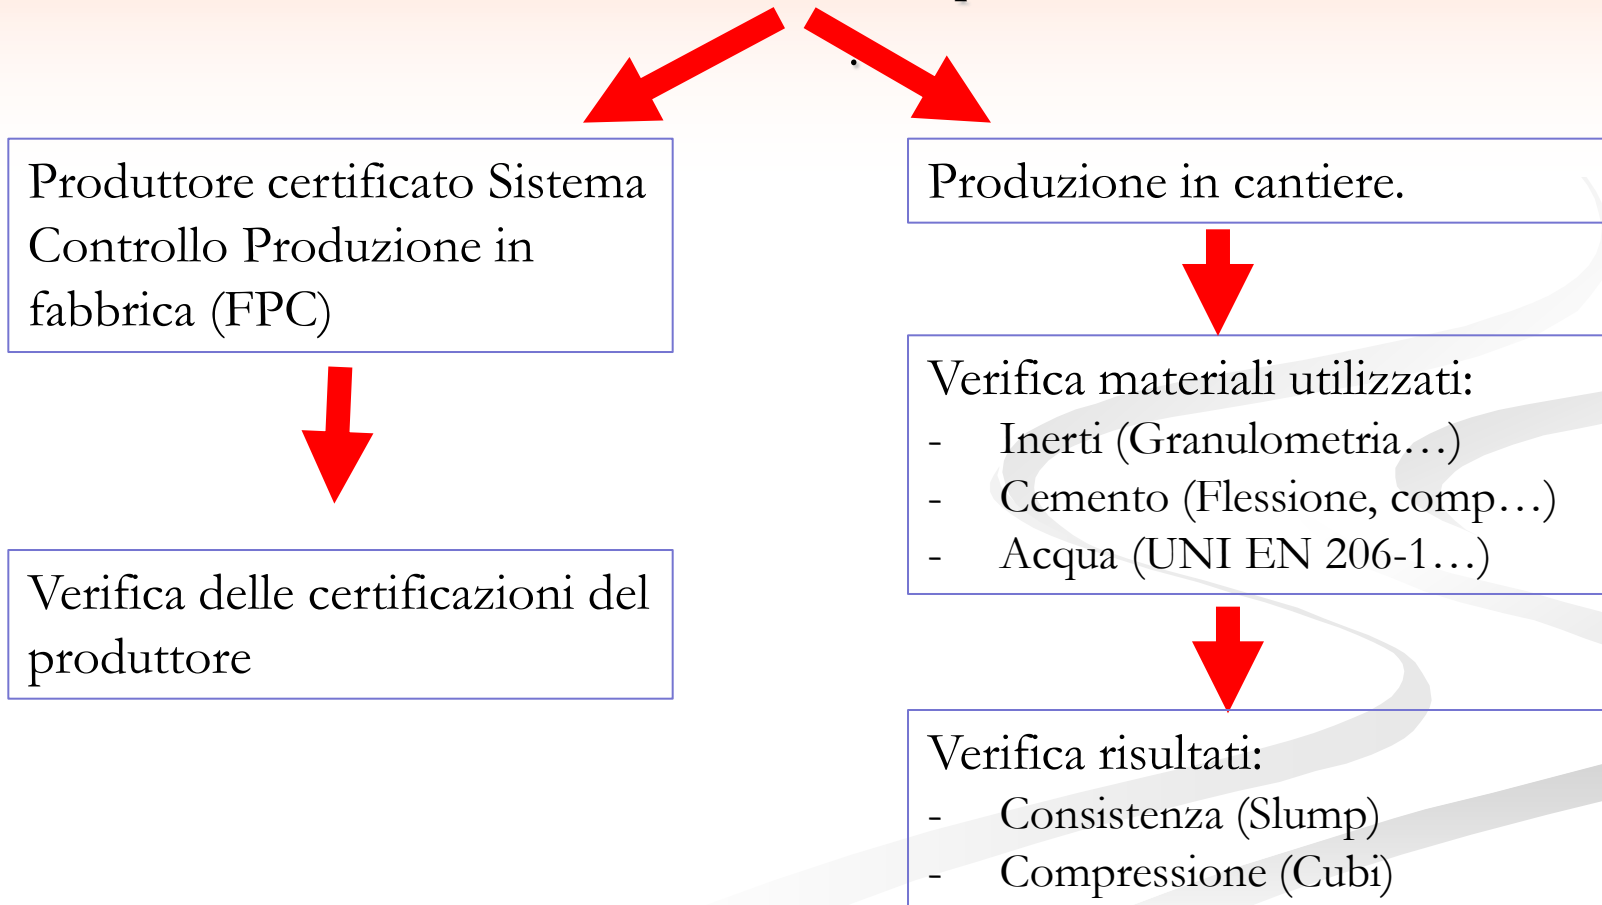 Produttore certificato Sistema
Controllo Produzione in
fabbrica (FPC)
Verifica delle certificazioni del
produttore
Produzione in cantiere.
Verifica materiali utilizzati:
- Inerti (Granulometria…)
- Cemento (Flessione, comp…)
- Acqua (UNI EN 206-1…)
Verifica risultati:
- Consistenza (Slump)
- Compressione (Cubi)